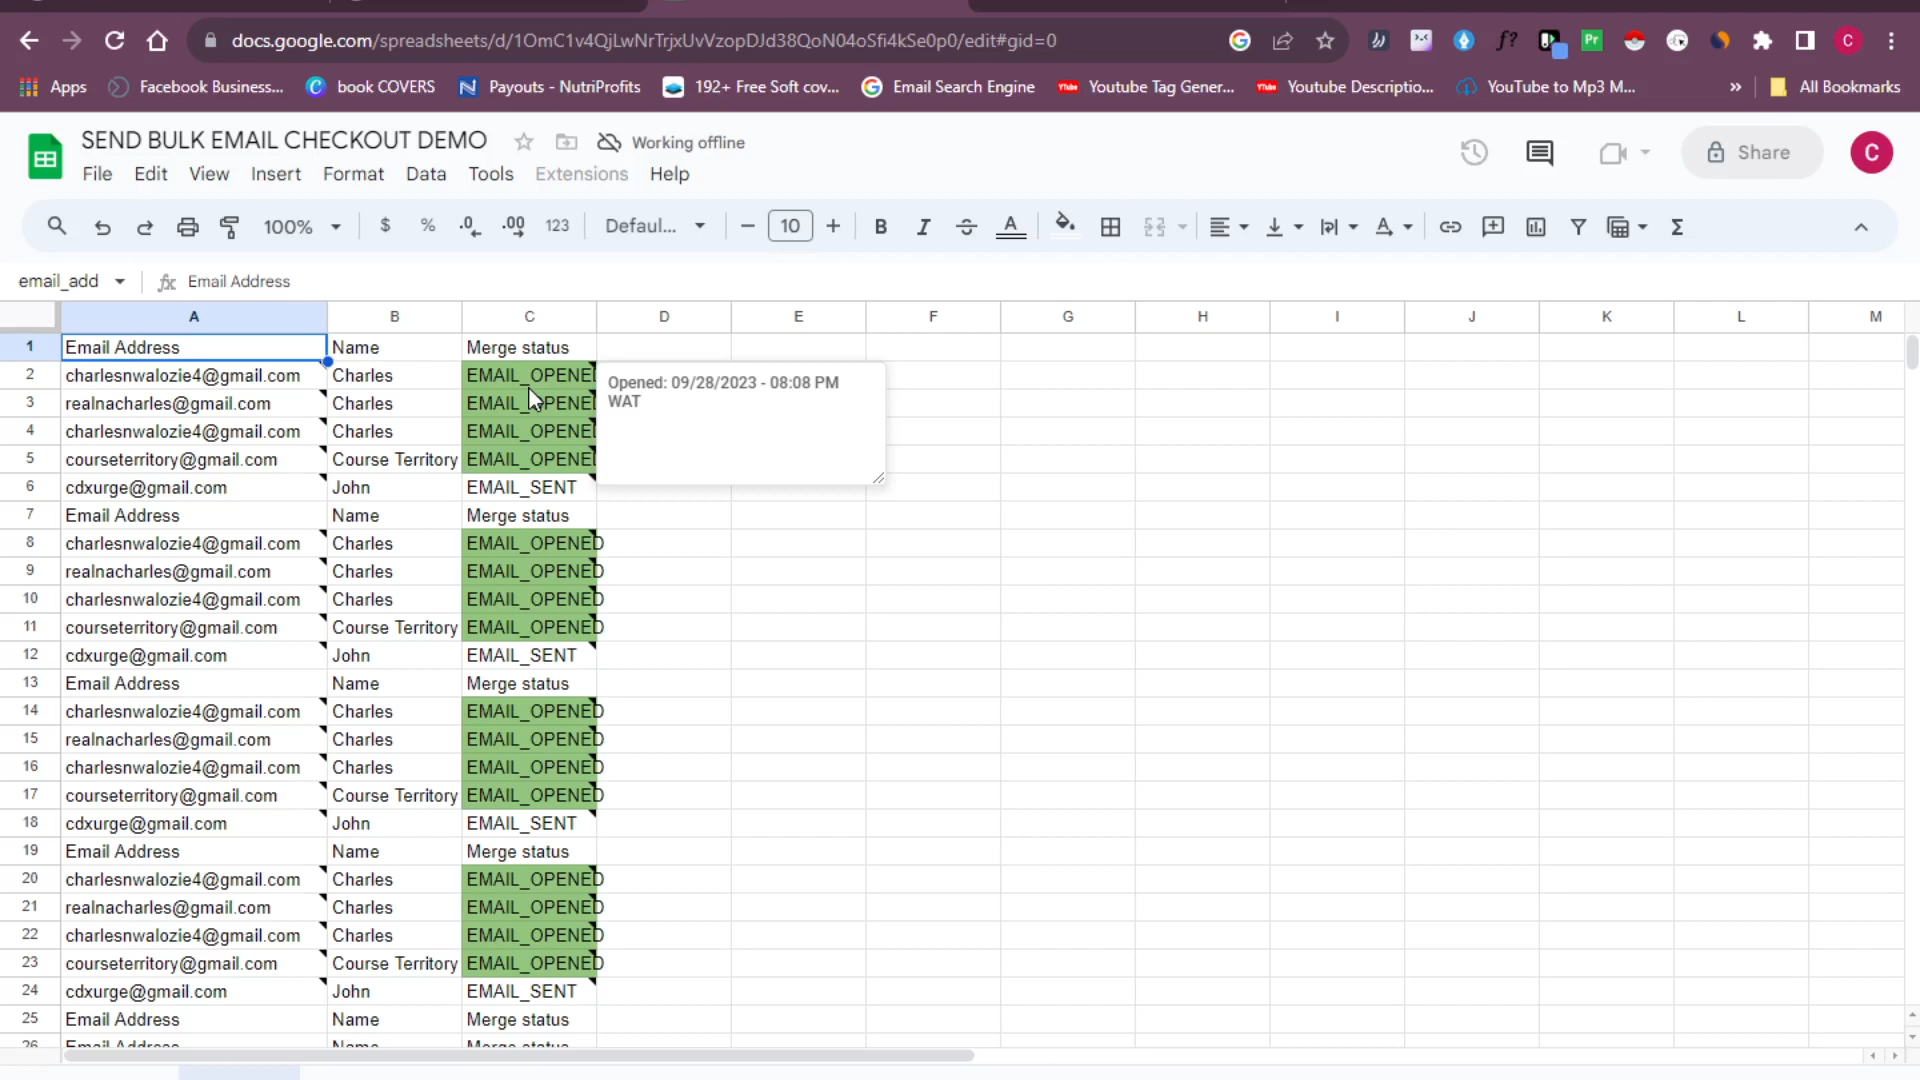 docs.google.com/spreadsheets/d/1OmC1v4QjLwNrTrjxUvVzopDJd38QoN04oSfi4kSe0p0/edit#gid=0
Apps Facebook Business... book COVERS Payouts - NutriProfits 192+ Free Soft cov... Email Search Engine Youtube Tag Gener... Youtube Descriptio... YouTube to Mp3 M... » All Bookmarks
SEND BULK EMAIL CHECKOUT DEMO Working offline
Share C
File Edit View Insert Format Data Tools Extensions Help
100% $ % .0 .00 123 Defaul... 10 B I A
email_add fx Email Address
A B C D E F G H I J K L M
1 Email Address Name Merge status
2 charlesnwalozie4@gmail.com Charles EMAIL_OPENE
3 realnacharles@gmail.com Charles EMAIL_OPENE
4 charlesnwalozie4@gmail.com Charles EMAIL_OPENE
5 courseterritory@gmail.com Course Territory EMAIL_OPENE
Opened: 09/28/2023 - 08:08 PM
WAT
6 cdxurge@gmail.com John EMAIL_SENT
7 Email Address Name Merge status
8 charlesnwalozie4@gmail.com Charles EMAIL_OPENED
9 realnacharles@gmail.com Charles EMAIL_OPENED
10 charlesnwalozie4@gmail.com Charles EMAIL_OPENED
11 courseterritory@gmail.com Course Territory EMAIL_OPENED
12 cdxurge@gmail.com John EMAIL_SENT
13 Email Address Name Merge status
14 charlesnwalozie4@gmail.com Charles EMAIL_OPENED
15 realnacharles@gmail.com Charles EMAIL_OPENED
16 charlesnwalozie4@gmail.com Charles EMAIL_OPENED
17 courseterritory@gmail.com Course Territory EMAIL_OPENED
18 cdxurge@gmail.com John EMAIL_SENT
19 Email Address Name Merge status
20 charlesnwalozie4@gmail.com Charles EMAIL_OPENED
21 realnacharles@gmail.com Charles EMAIL_OPENED
22 charlesnwalozie4@gmail.com Charles EMAIL_OPENED
23 courseterritory@gmail.com Course Territory EMAIL_OPENED
24 cdxurge@gmail.com John EMAIL_SENT
25 Email Address Name Merge status
26 Email Address Name Merge status